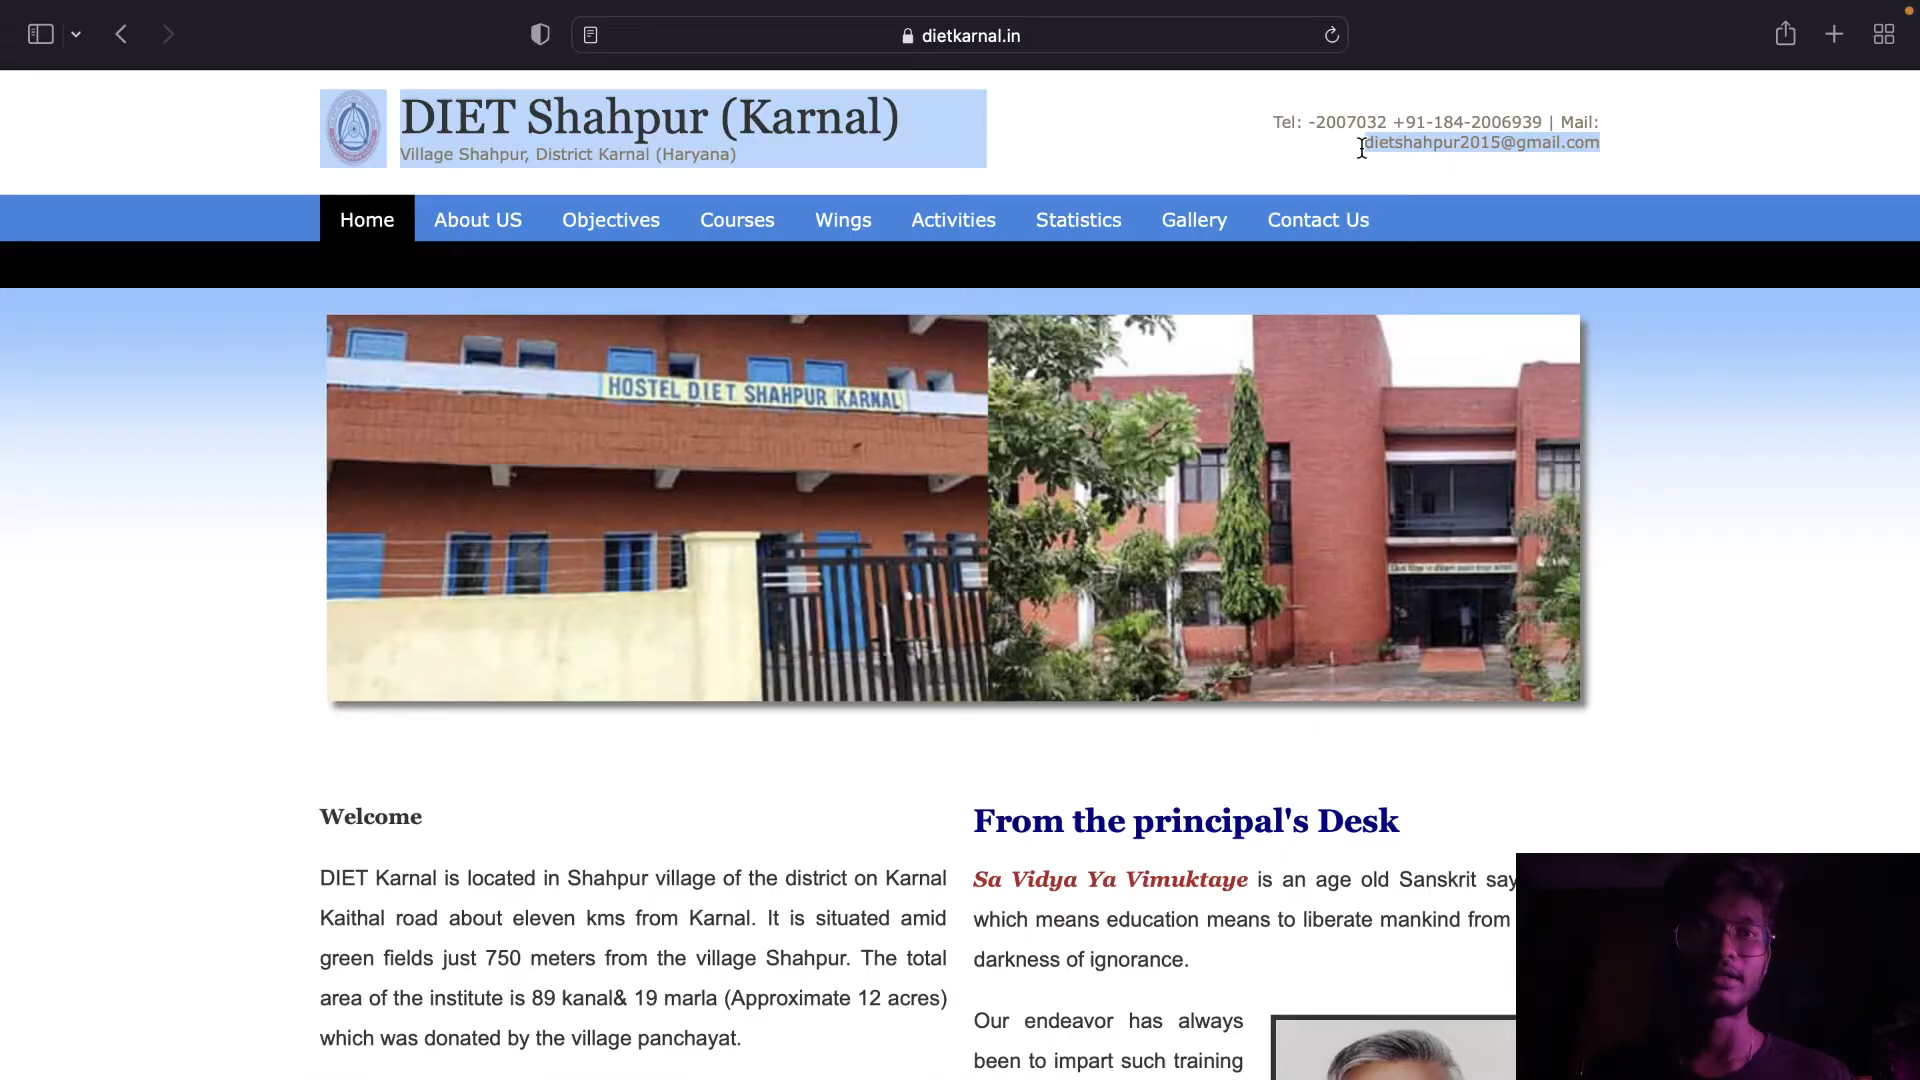 dietkarnal.in
DIET Shahpur (Karnal)
Village Shahpur, District Karnal (Haryana)
Tel: -2007032 +91-184-2006939 | Mail:
dietshahpur2015@gmail.com
Home About US Objectives Courses Wings Activities Statistics Gallery Contact Us
HOSTEL D.I.E.T SHAHPUR KARNAL
Welcome
DIET Karnal is located in Shahpur village of the district on Karnal
Kaithal road about eleven kms from Karnal. It is situated amid
green fields just 750 meters from the village Shahpur. The total
area of the institute is 89 kanal& 19 marla (Approximate 12 acres)
which was donated by the village panchayat.
From the principal's Desk
Sa Vidya Ya Vimuktaye is an age old Sanskrit say
which means education means to liberate mankind from
darkness of ignorance.
Our endeavor has always
been to impart such training